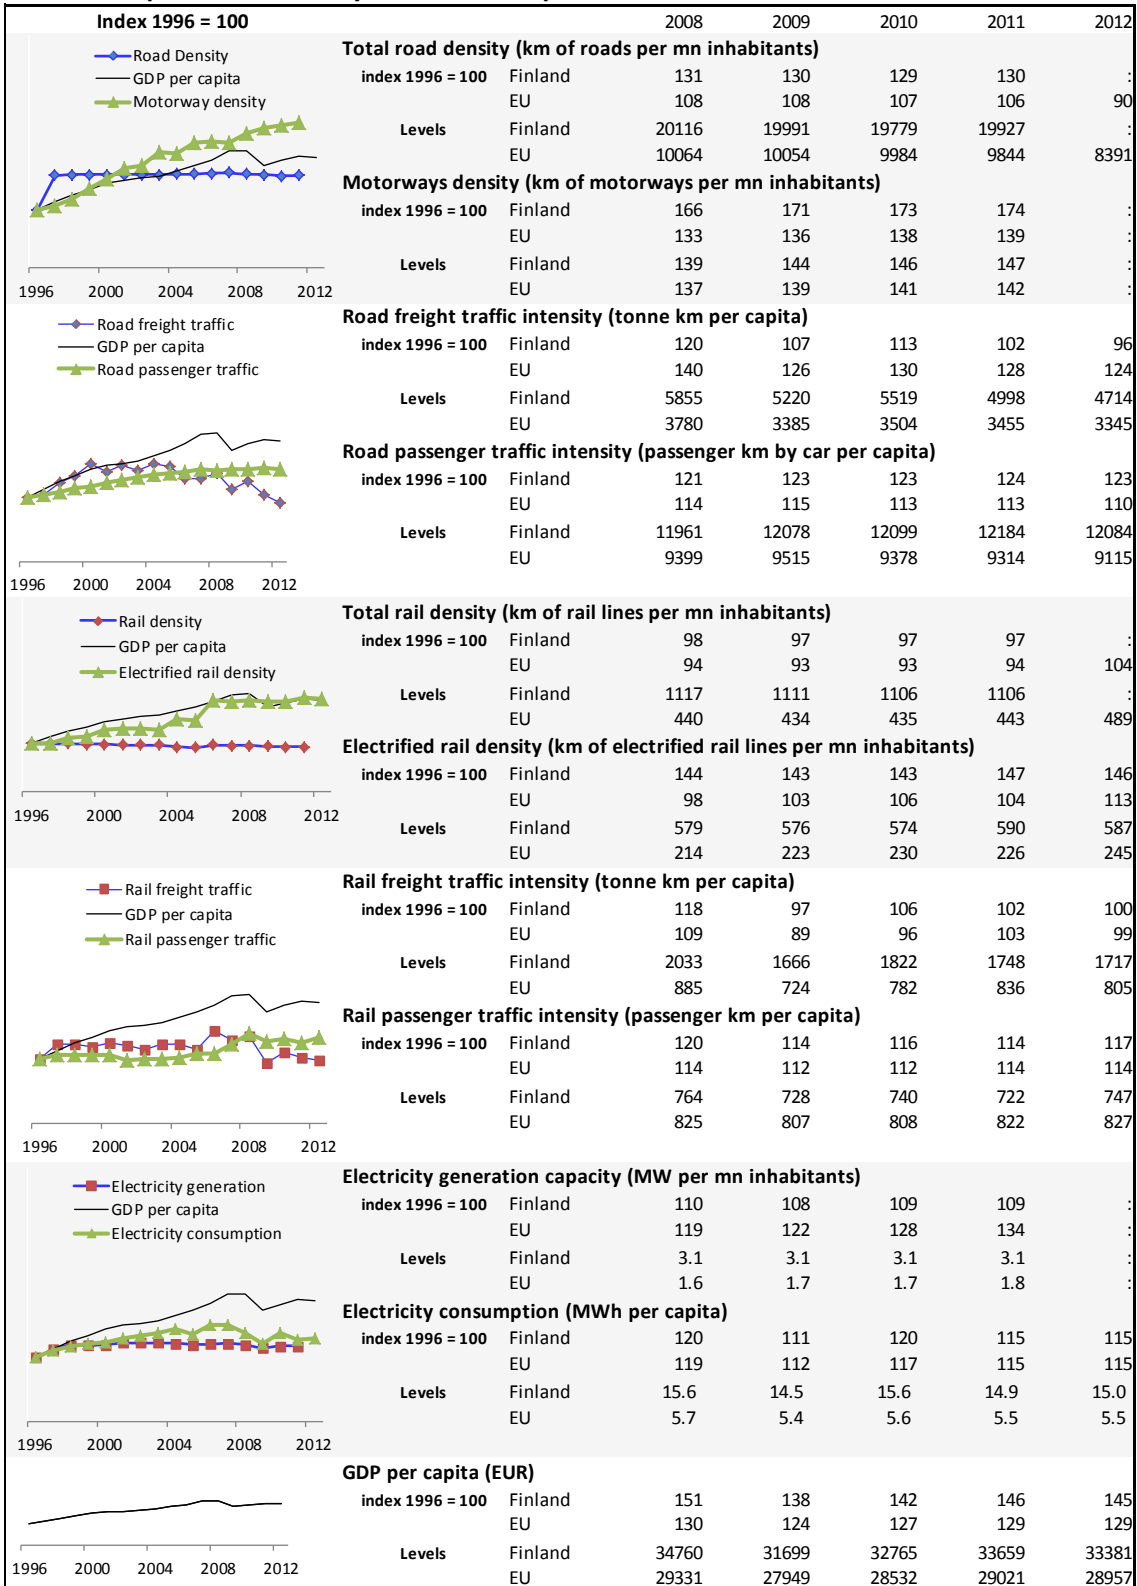 Index 1996 = 100 2008 2009 2010 2011 2012
Road Density
GDP per capita
Motorway density
1996 2000 2004 2008 2012
Total road density (km of roads per mn inhabitants)
index 1996 = 100 Finland 131 130 129 130 :
EU 108 108 107 106 90
Levels Finland 20116 19991 19779 19927 :
EU 10064 10054 9984 9844 8391
Motorways density (km of motorways per mn inhabitants)
index 1996 = 100 Finland 166 171 173 174 :
EU 133 136 138 139 :
Levels Finland 139 144 146 147 :
EU 137 139 141 142 :
Road freight traffic
GDP per capita
Road passenger traffic
1996 2000 2004 2008 2012
Road freight traffic intensity (tonne km per capita)
index 1996 = 100 Finland 120 107 113 102 96
EU 140 126 130 128 124
Levels Finland 5855 5220 5519 4998 4714
EU 3780 3385 3504 3455 3345
Road passenger traffic intensity (passenger km by car per capita)
index 1996 = 100 Finland 121 123 123 124 123
EU 114 115 113 113 110
Levels Finland 11961 12078 12099 12184 12084
EU 9399 9515 9378 9314 9115
Rail density
GDP per capita
Electrified rail density
1996 2000 2004 2008 2012
Total rail density (km of rail lines per mn inhabitants)
index 1996 = 100 Finland 98 97 97 97 :
EU 94 93 93 94 104
Levels Finland 1117 1111 1106 1106 :
EU 440 434 435 443 489
Electrified rail density (km of electrified rail lines per mn inhabitants)
index 1996 = 100 Finland 144 143 143 147 146
EU 98 103 106 104 113
Levels Finland 579 576 574 590 587
EU 214 223 230 226 245
Rail freight traffic
GDP per capita
Rail passenger traffic
1996 2000 2004 2008 2012
Rail freight traffic intensity (tonne km per capita)
index 1996 = 100 Finland 118 97 106 102 100
EU 109 89 96 103 99
Levels Finland 2033 1666 1822 1748 1717
EU 885 724 782 836 805
Rail passenger traffic intensity (passenger km per capita)
index 1996 = 100 Finland 120 114 116 114 117
EU 114 112 112 114 114
Levels Finland 764 728 740 722 747
EU 825 807 808 822 827
Electricity generation
GDP per capita
Electricity consumption
1996 2000 2004 2008 2012
Electricity generation capacity (MW per mn inhabitants)
index 1996 = 100 Finland 110 108 109 109 :
EU 119 122 128 134 :
Levels Finland 3.1 3.1 3.1 3.1 :
EU 1.6 1.7 1.7 1.8 :
Electricity consumption (MWh per capita)
index 1996 = 100 Finland 120 111 120 115 115
EU 119 112 117 115 115
Levels Finland 15.6 14.5 15.6 14.9 15.0
EU 5.7 5.4 5.6 5.5 5.5
1996 2000 2004 2008 2012
GDP per capita (EUR)
index 1996 = 100 Finland 151 138 142 146 145
EU 130 124 127 129 129
Levels Finland 34760 31699 32765 33659 33381
EU 29331 27949 28532 29021 28957